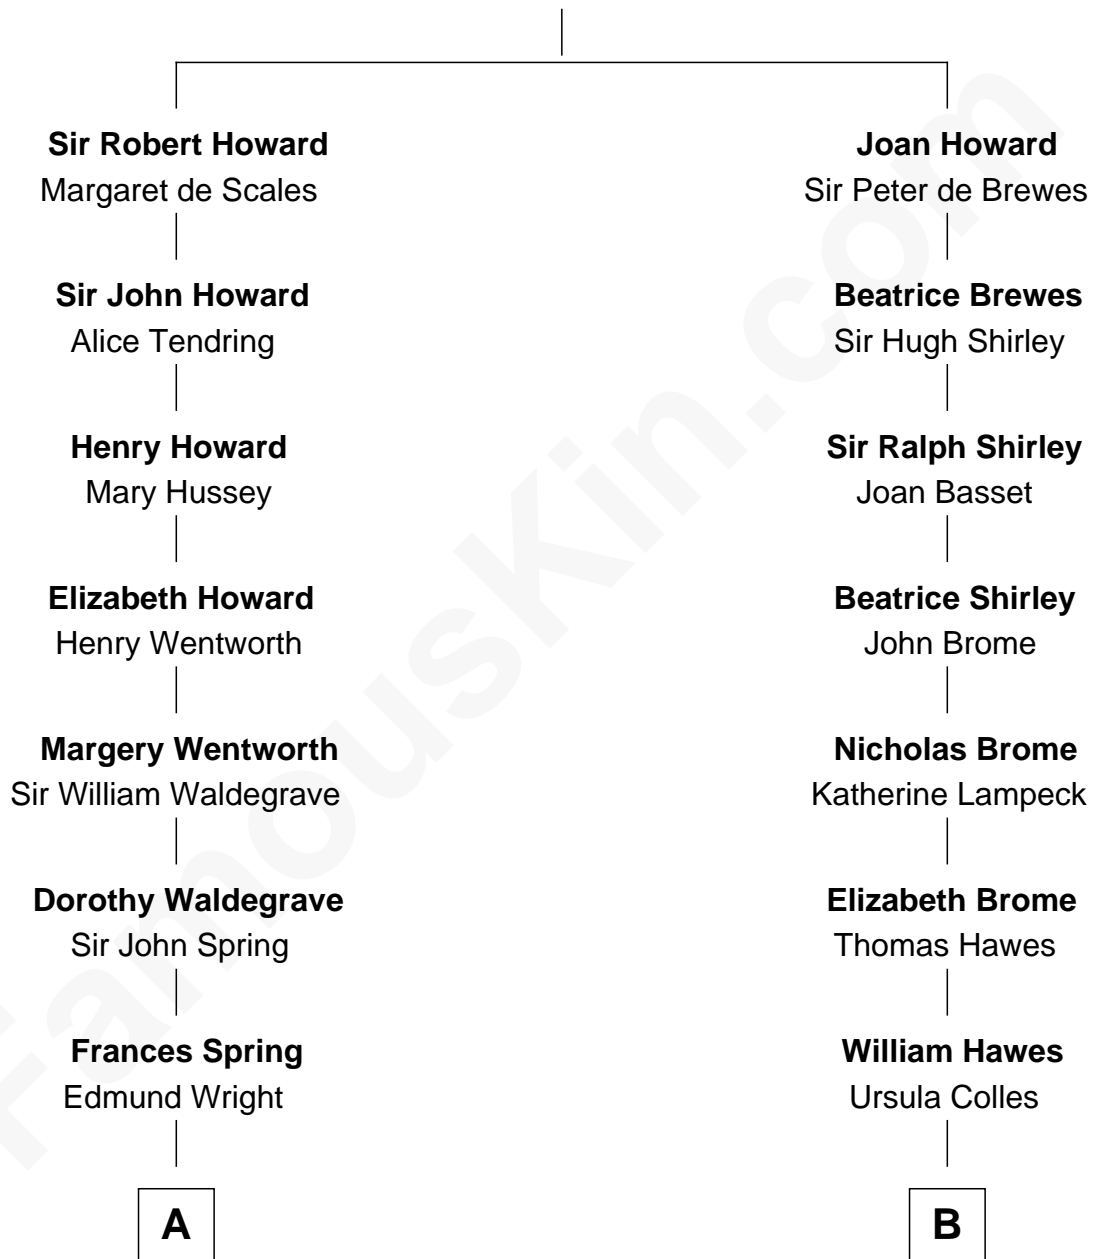 Sir Robert Howard
Margaret de Scales
Joan Howard
Sir Peter de Brewes
Sir John Howard
Alice Tendring
Beatrice Brewes
Sir Hugh Shirley
Henry Howard
Mary Hussey
Sir Ralph Shirley
Joan Basset
Elizabeth Howard
Henry Wentworth
Beatrice Shirley
John Brome
Margery Wentworth
Sir William Waldegrave
Nicholas Brome
Katherine Lampeck
Dorothy Waldegrave
Sir John Spring
Elizabeth Brome
Thomas Hawes
Frances Spring
Edmund Wright
William Hawes
Ursula Colles
A
B
FamousKin.com